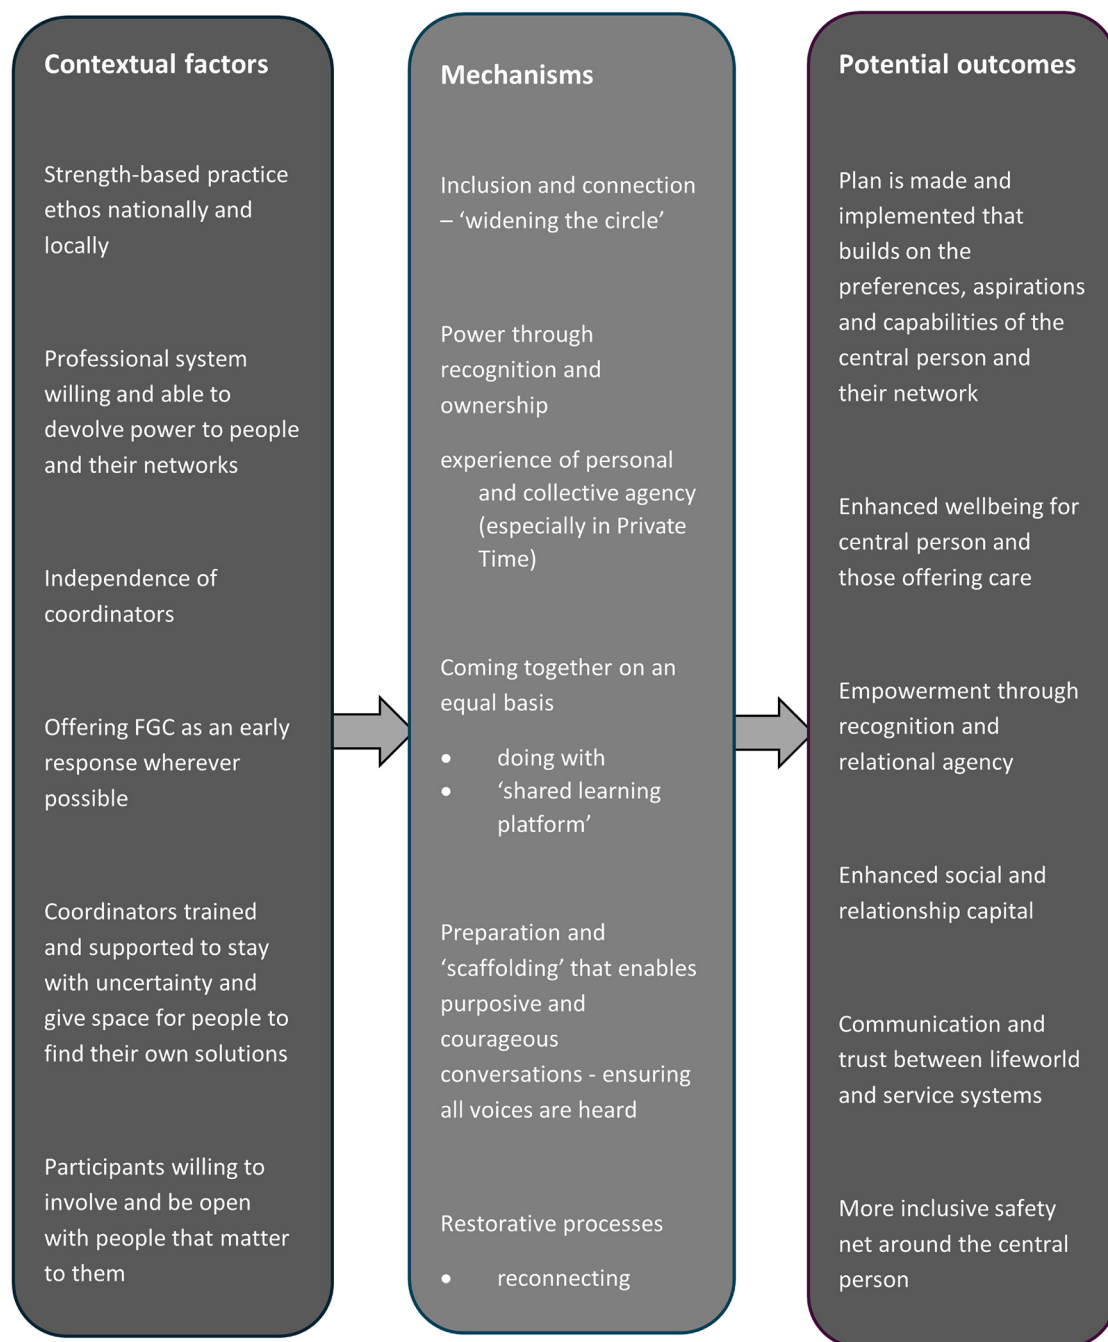 Contextual factors
Strength-based practice
ethos nationally and
locally
Professional system
willing and able to
devolve power to people
and their networks
Independence of
coordinators
Offering FGC as an early
response wherever
possible
Coordinators trained
and supported to stay
with uncertainty and
give space for people to
find their own solutions
Participants willing to
involve and be open
with people that matter
to them
Mechanisms
Inclusion and connection
– ‘widening the circle’
Power through
recognition and
ownership
experience of personal
and collective agency
(especially in Private
Time)
Coming together on an
equal basis
• doing with
• ‘shared learning
platform’
Preparation and
‘scaffolding’ that enables
purposive and
courageous
conversations - ensuring
all voices are heard
Restorative processes
• reconnecting
Potential outcomes
Plan is made and
implemented that
builds on the
preferences, aspirations
and capabilities of the
central person and
their network
Enhanced wellbeing for
central person and
those offering care
Empowerment through
recognition and
relational agency
Enhanced social and
relationship capital
Communication and
trust between lifeworld
and service systems
More inclusive safety
net around the central
person